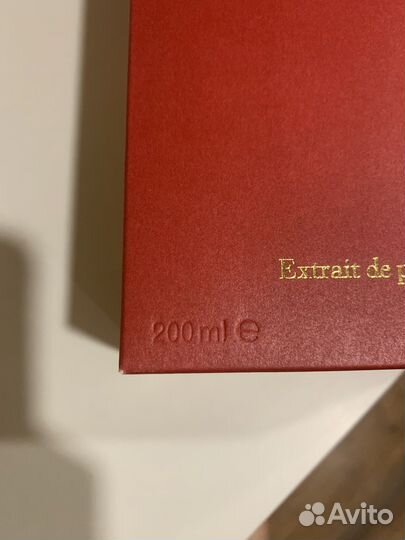 Extrait de p
200ml ℮
Avito